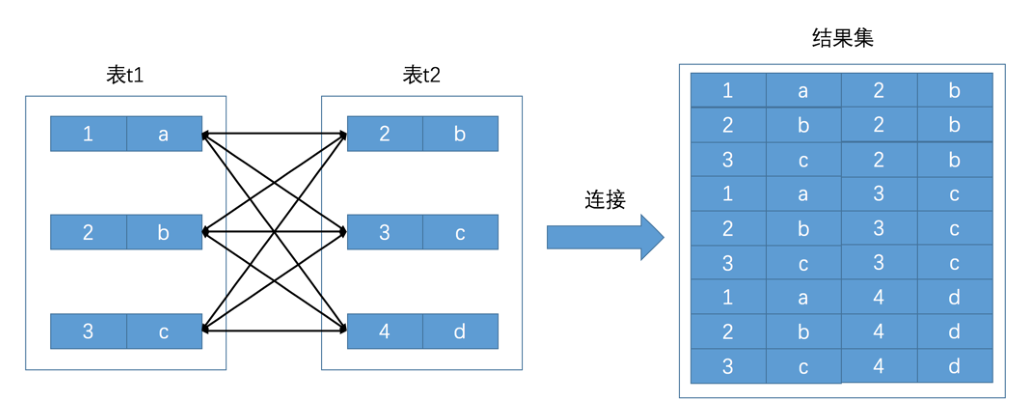 结果集
表t1
表t2
1 a
2 b
2 b
3 c
3 c
4 d
连接
1 a 2 b
2 b 2 b
3 c 2 b
1 a 3 c
2 b 3 c
3 c 3 c
1 a 4 d
2 b 4 d
3 c 4 d